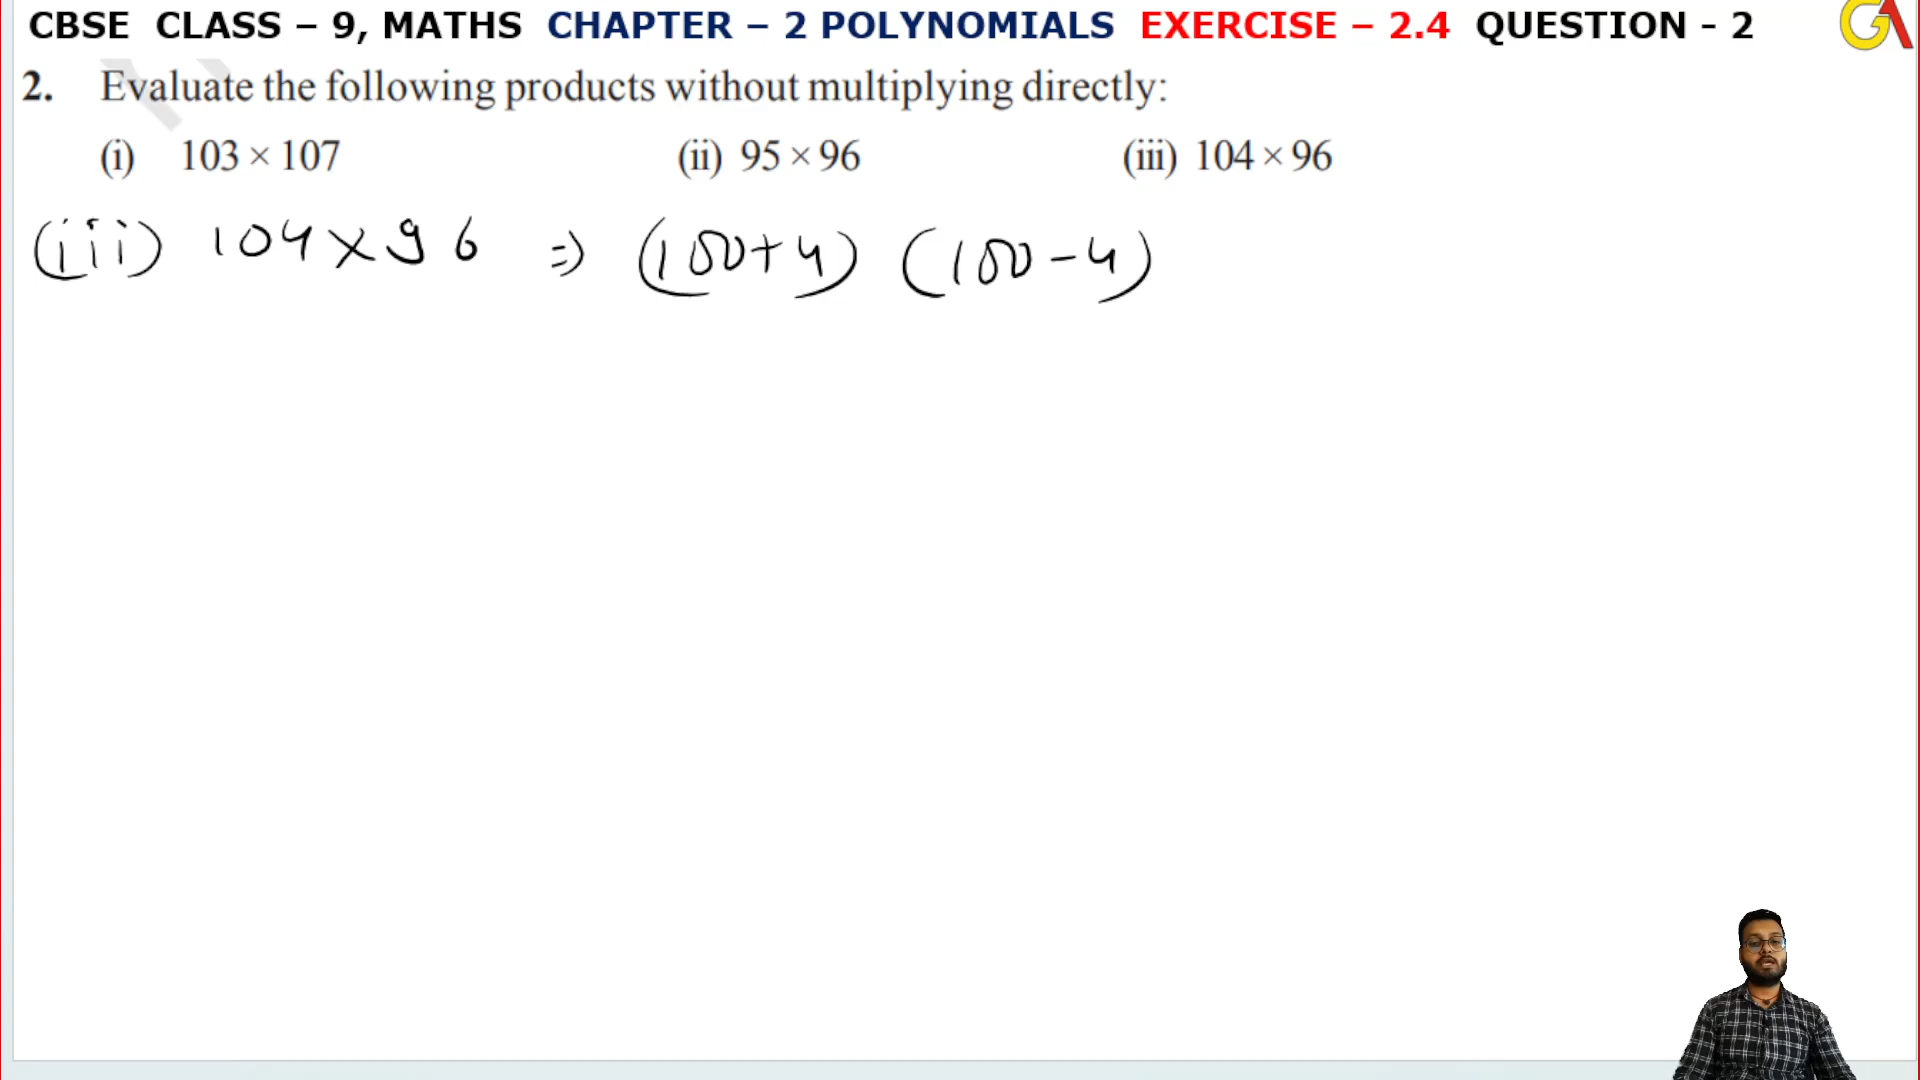 CBSE CLASS – 9, MATHS CHAPTER – 2 POLYNOMIALS EXERCISE – 2.4 QUESTION - 2
GA
2. Evaluate the following products without multiplying directly:
(i) 103 × 107 (ii) 95 × 96 (iii) 104 × 96
(iii) 104 × 96 ⇒ (100+4) (100-4)